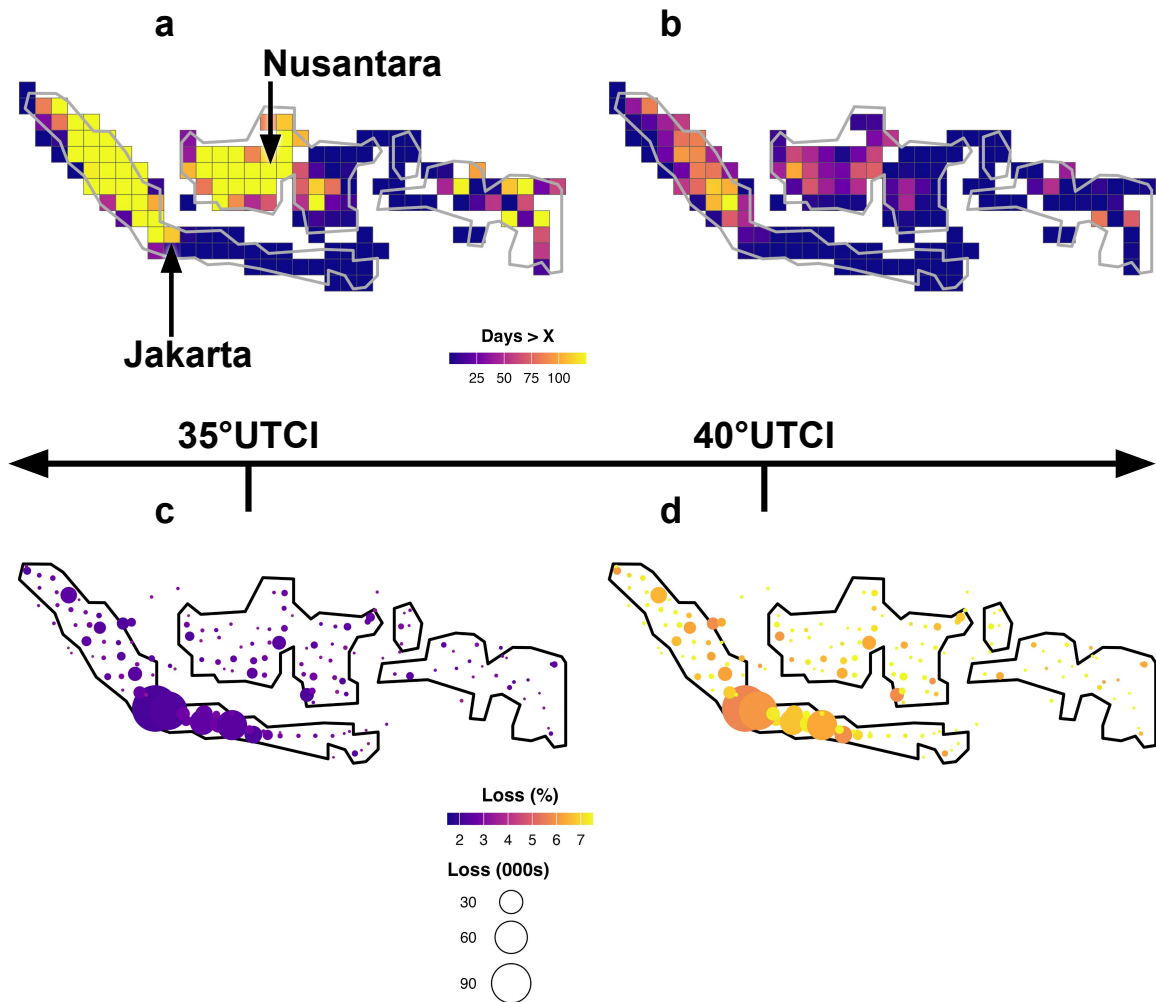 a
b
Nusantara
Jakarta
Days > X
25 50 75 100
35°UTCI
40°UTCI
c
d
Loss (%)
2 3 4 5 6 7
Loss (000s)
30
60
90